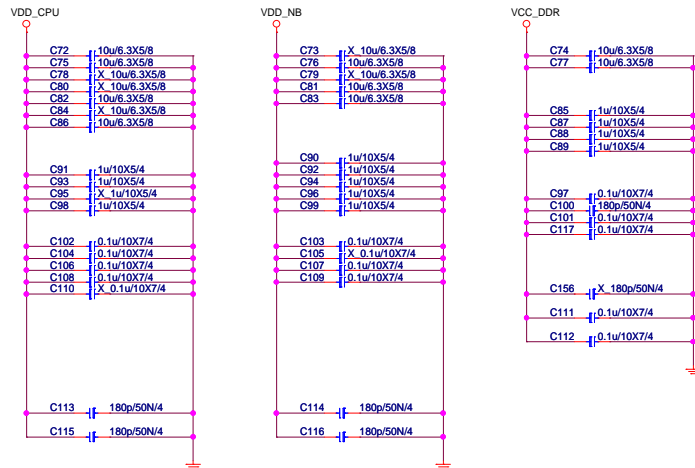 VDD_CPU
C72 10u/6.3X5/8
C75 10u/6.3X5/8
C78 X_10u/6.3X5/8
C80 X_10u/6.3X5/8
C82 10u/6.3X5/8
C84 X_10u/6.3X5/8
C86 10u/6.3X5/8
C91 1u/10X5/4
C93 1u/10X5/4
C95 X_1u/10X5/4
C98 1u/10X5/4
C102 0.1u/10X7/4
C104 0.1u/10X7/4
C106 0.1u/10X7/4
C108 0.1u/10X7/4
C110 X_0.1u/10X7/4
C113 180p/50N/4
C115 180p/50N/4
VDD_NB
C73 X_10u/6.3X5/8
C76 10u/6.3X5/8
C79 X_10u/6.3X5/8
C81 10u/6.3X5/8
C83 10u/6.3X5/8
C90 1u/10X5/4
C92 1u/10X5/4
C94 1u/10X5/4
C96 1u/10X5/4
C99 1u/10X5/4
C103 0.1u/10X7/4
C105 X_0.1u/10X7/4
C107 0.1u/10X7/4
C109 0.1u/10X7/4
C114 180p/50N/4
C116 180p/50N/4
VCC_DDR
C74 10u/6.3X5/8
C77 10u/6.3X5/8
C85 1u/10X5/4
C87 1u/10X5/4
C88 1u/10X5/4
C89 1u/10X5/4
C97 0.1u/10X7/4
C100 180p/50N/4
C101 0.1u/10X7/4
C117 0.1u/10X7/4
C156 X_180p/50N/4
C111 0.1u/10X7/4
C112 0.1u/10X7/4